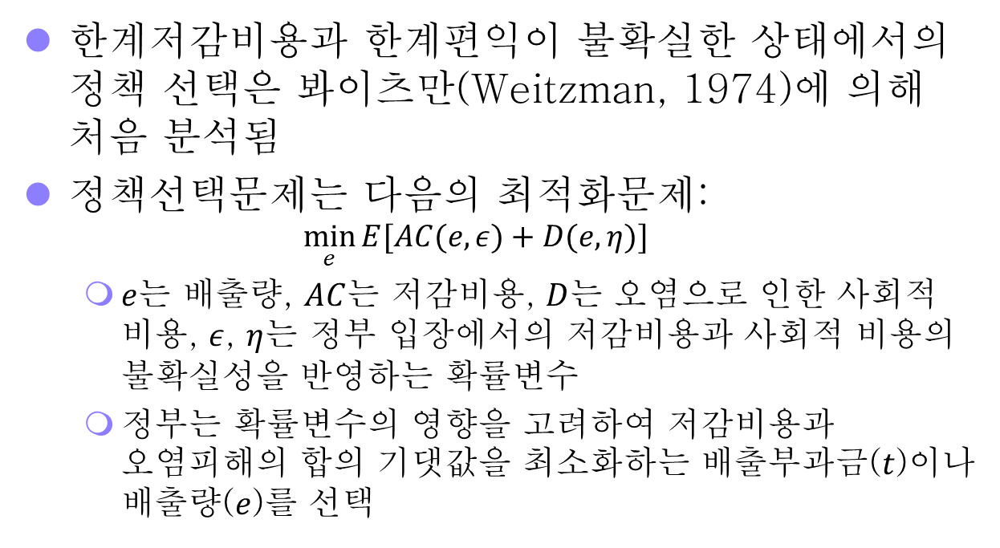 ● 한계저감비용과 한계편익이 불확실한 상태에서의
정책 선택은 봐이츠만(Weitzman, 1974)에 의해
처음 분석됨
● 정책선택문제는 다음의 최적화문제:
min E[AC(e, ϵ) + D(e, η)]
e
❍ e는 배출량, AC는 저감비용, D는 오염으로 인한 사회적
비용, ϵ, η는 정부 입장에서의 저감비용과 사회적 비용의
불확실성을 반영하는 확률변수
❍ 정부는 확률변수의 영향을 고려하여 저감비용과
오염피해의 합의 기댓값을 최소화하는 배출부과금(t)이나
배출량(e)를 선택